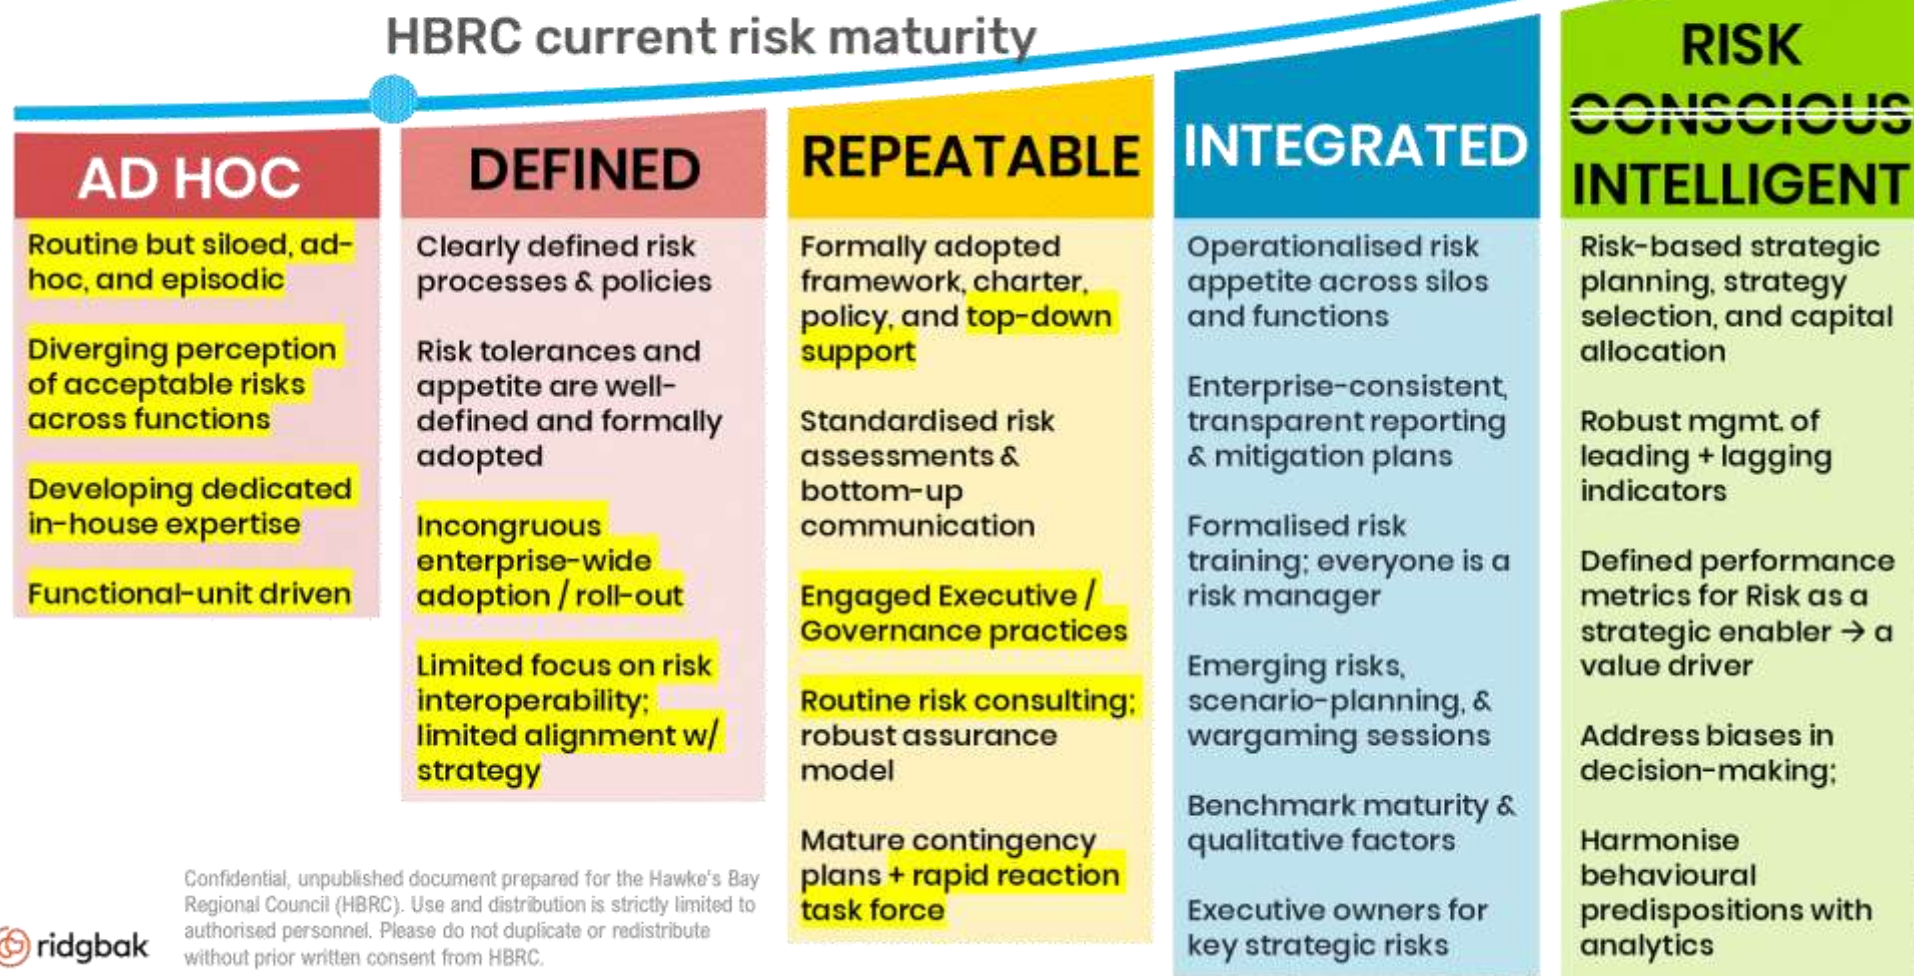 HBRC current risk maturity
AD HOC
Routine but siloed, ad-
hoc, and episodic
Diverging perception
of acceptable risks
across functions
Developing dedicated
in-house expertise
Functional-unit driven
DEFINED
Clearly defined risk
processes & policies
Risk tolerances and
appetite are well-
defined and formally
adopted
Incongruous
enterprise-wide
adoption / roll-out
Limited focus on risk
interoperability;
limited alignment w/
strategy
REPEATABLE
Formally adopted
framework, charter,
policy, and top-down
support
Standardised risk
assessments &
bottom-up
communication
Engaged Executive /
Governance practices
Routine risk consulting;
robust assurance
model
Mature contingency
plans + rapid reaction
task force
INTEGRATED
Operationalised risk
appetite across silos
and functions
Enterprise-consistent,
transparent reporting
& mitigation plans
Formalised risk
training; everyone is a
risk manager
Emerging risks,
scenario-planning, &
wargaming sessions
Benchmark maturity &
qualitative factors
Executive owners for
key strategic risks
RISK
CONSCIOUS
INTELLIGENT
Risk-based strategic
planning, strategy
selection, and capital
allocation
Robust mgmt. of
leading + lagging
indicators
Defined performance
metrics for Risk as a
strategic enabler → a
value driver
Address biases in
decision-making;
Harmonise
behavioural
predispositions with
analytics
ridgbak
Confidential, unpublished document prepared for the Hawke's Bay
Regional Council (HBRC). Use and distribution is strictly limited to
authorised personnel. Please do not duplicate or redistribute
without prior written consent from HBRC.